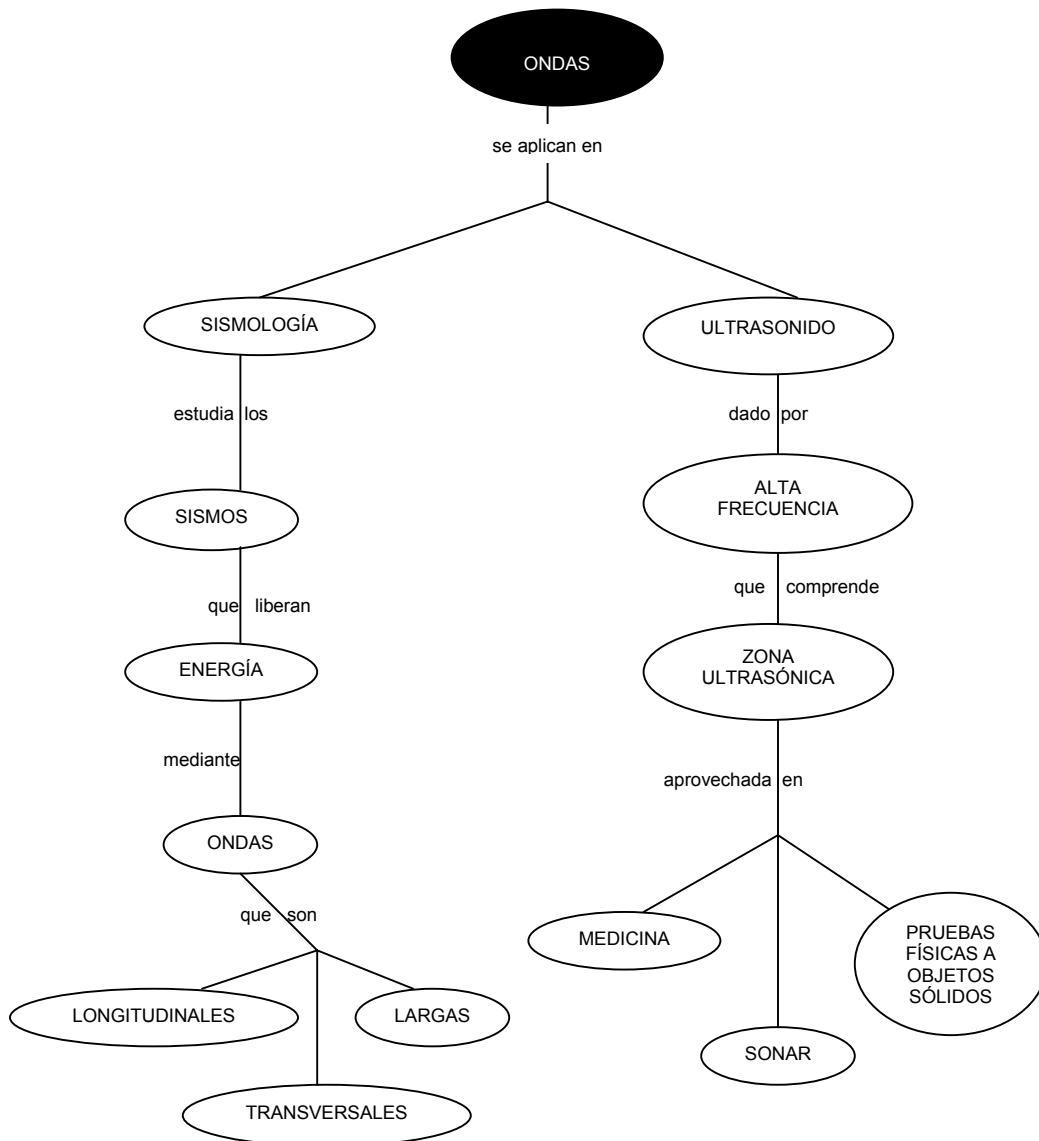 ONDAS
se aplican en
SISMOLOGÍA
estudia los
SISMOS
que liberan
ENERGÍA
mediante
ONDAS
que son
LONGITUDINALES
LARGAS
TRANSVERSALES
ULTRASONIDO
dado por
ALTA
FRECUENCIA
que comprende
ZONA
ULTRASÓNICA
aprovechada en
MEDICINA
SONAR
PRUEBAS
FÍSICAS A
OBJETOS
SÓLIDOS